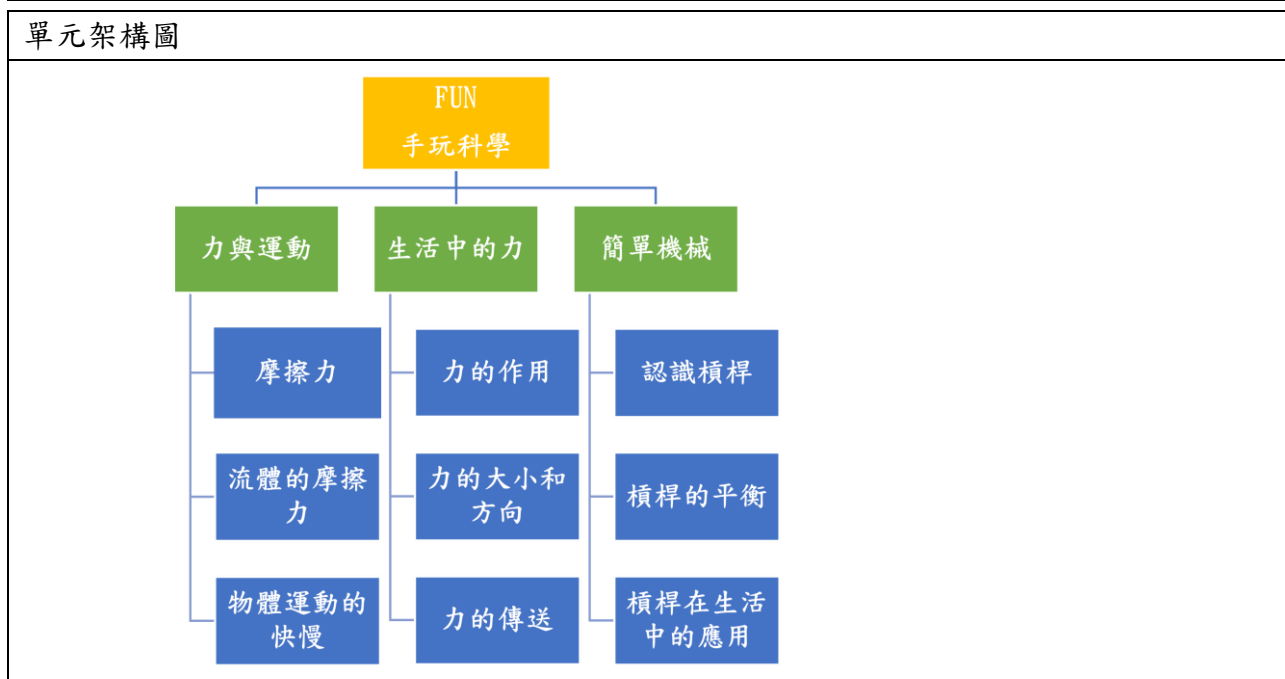 單元架構圖
FUN
手玩科學
力與運動
生活中的力
簡單機械
摩擦力
力的作用
認識槓桿
流體的摩擦
力
力的大小和
方向
槓桿的平衡
物體運動的
快慢
力的傳送
槓桿在生活
中的應用